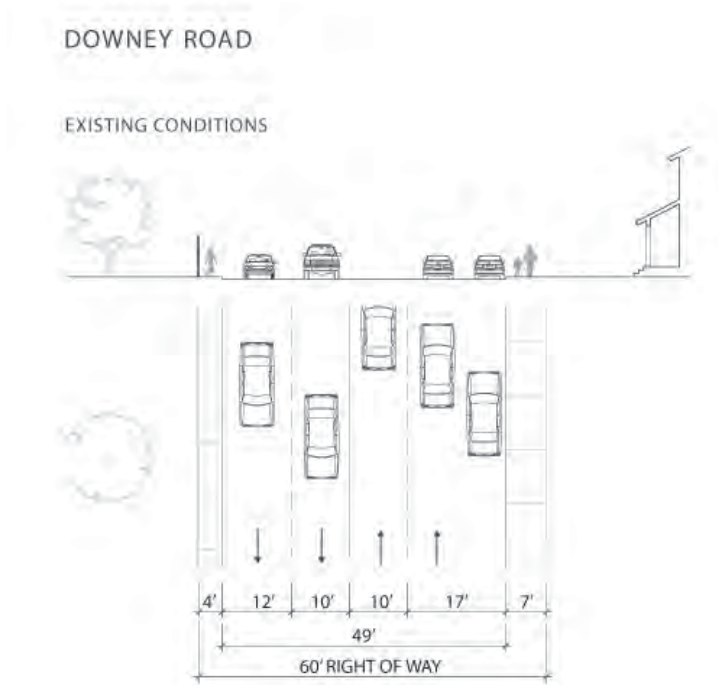 DOWNEY ROAD
EXISTING CONDITIONS
4' 12' 10' 10' 17' 7'
49'
60' RIGHT OF WAY